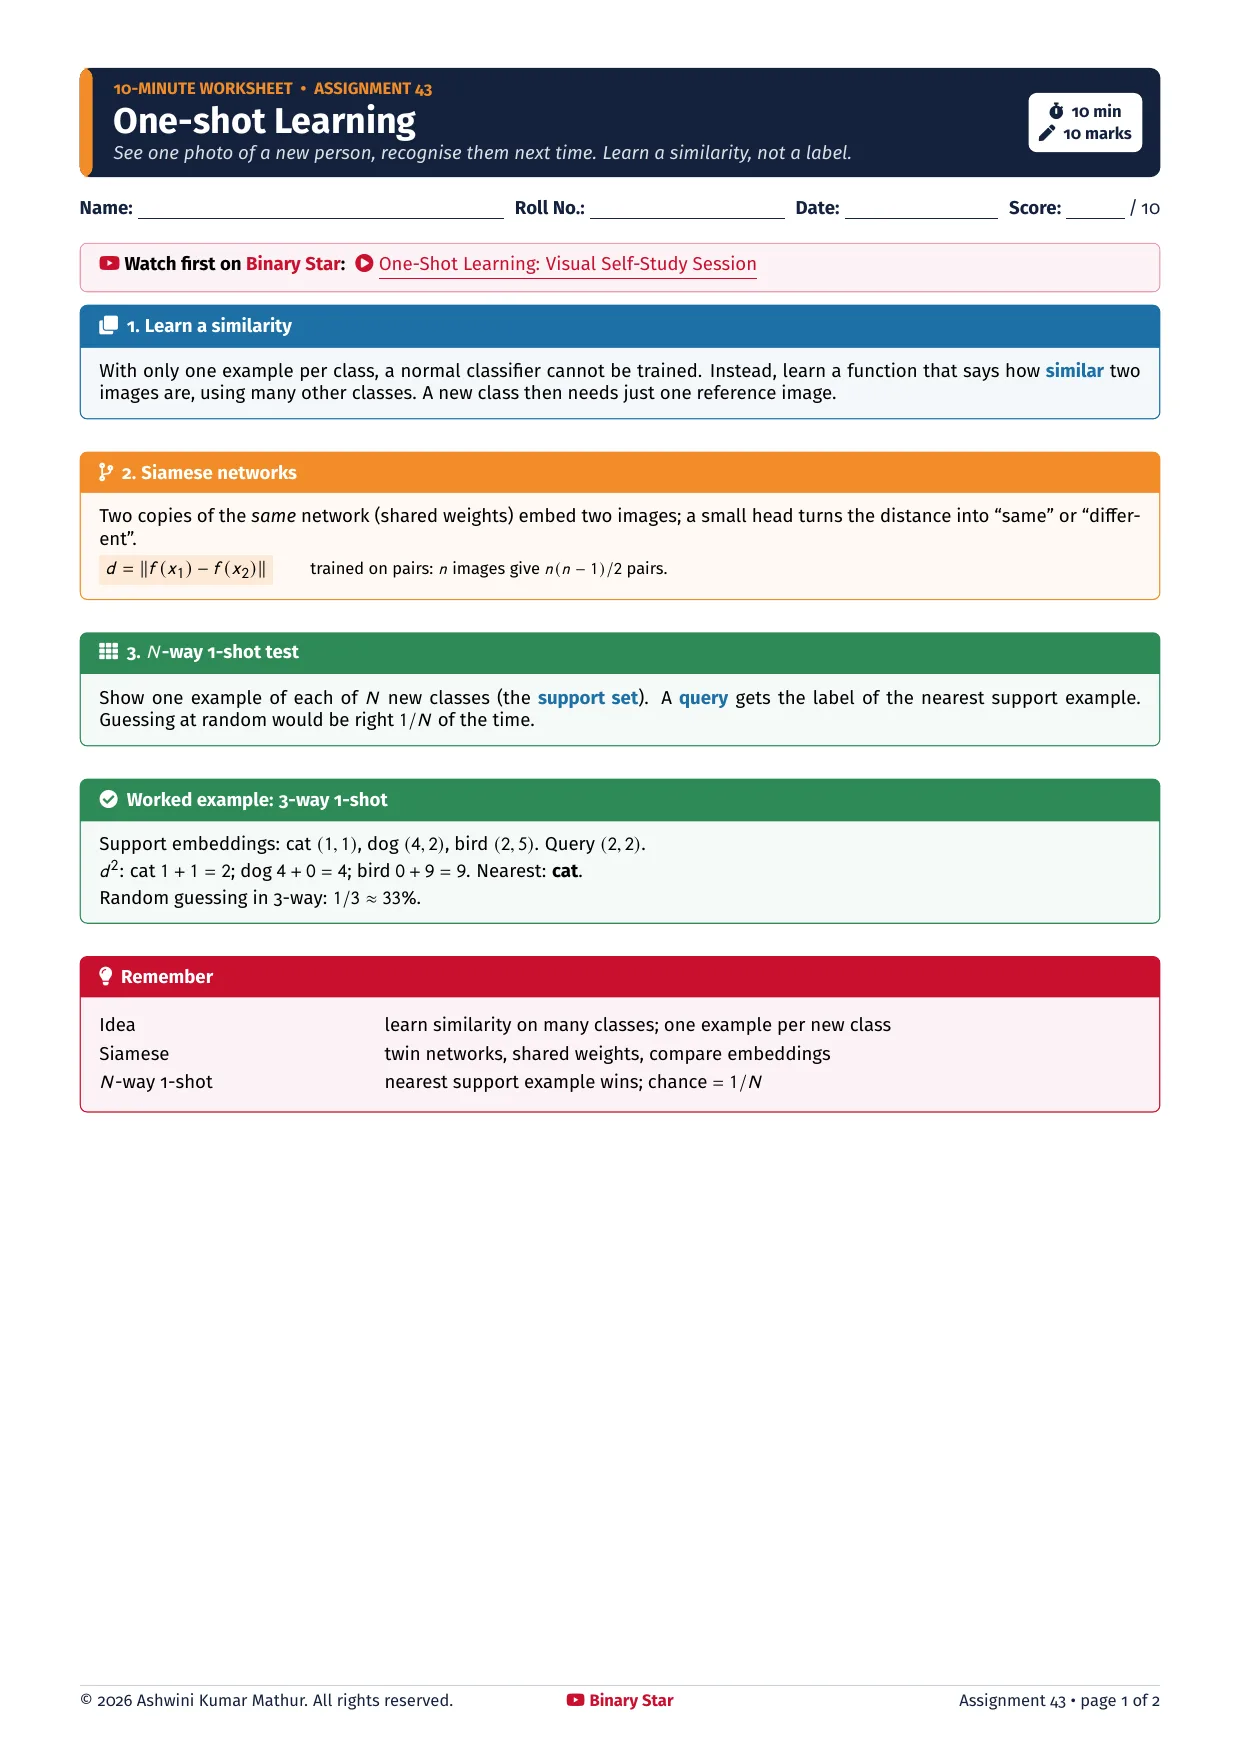 10-MINUTE WORKSHEET • ASSIGNMENT 43
One-shot Learning
See one photo of a new person, recognise them next time. Learn a similarity, not a label.
10 min
10 marks
Name: Roll No.: Date: Score: / 10
Watch first on Binary Star: One-Shot Learning: Visual Self-Study Session
1. Learn a similarity
With only one example per class, a normal classifier cannot be trained. Instead, learn a function that says how similar two
images are, using many other classes. A new class then needs just one reference image.
2. Siamese networks
Two copies of the same network (shared weights) embed two images; a small head turns the distance into “same” or “differ-
ent”.
d = ‖f(x₁) − f(x₂)‖ trained on pairs: n images give n(n − 1)/2 pairs.
3. N-way 1-shot test
Show one example of each of N new classes (the support set). A query gets the label of the nearest support example.
Guessing at random would be right 1/N of the time.
Worked example: 3-way 1-shot
Support embeddings: cat (1, 1), dog (4, 2), bird (2, 5). Query (2, 2).
d²: cat 1 + 1 = 2; dog 4 + 0 = 4; bird 0 + 9 = 9. Nearest: cat.
Random guessing in 3-way: 1/3 ≈ 33%.
Remember
Idea learn similarity on many classes; one example per new class
Siamese twin networks, shared weights, compare embeddings
N-way 1-shot nearest support example wins; chance = 1/N
© 2026 Ashwini Kumar Mathur. All rights reserved. Binary Star Assignment 43 • page 1 of 2